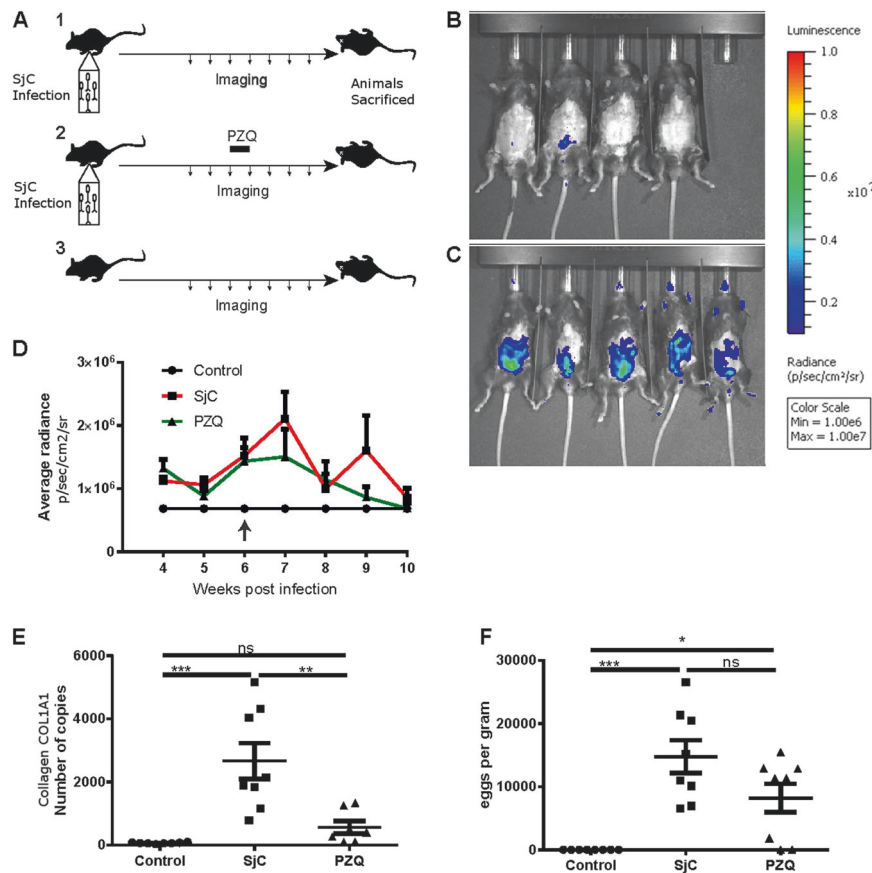 A
1
SjC
Infection
Imaging
Animals
Sacrificed
2
PZQ
SjC
Infection
Imaging
3
Imaging
B
C
Luminescence
1.0
0.8
0.6
x10⁷
0.4
0.2
Radiance
(p/sec/cm²/sr)
Color Scale
Min = 1.00e6
Max = 1.00e7
D
Control
SjC
PZQ
Average radiance
p/sec/cm2/sr
3×10⁶
2×10⁶
1×10⁶
0
4 5 6 7 8 9 10
Weeks post infection
E
ns
*** **
Collagen COL1A1
Number of copies
6000
4000
2000
0
Control SjC PZQ
F
*
*** ns
eggs per gram
30000
20000
10000
0
Control SjC PZQ